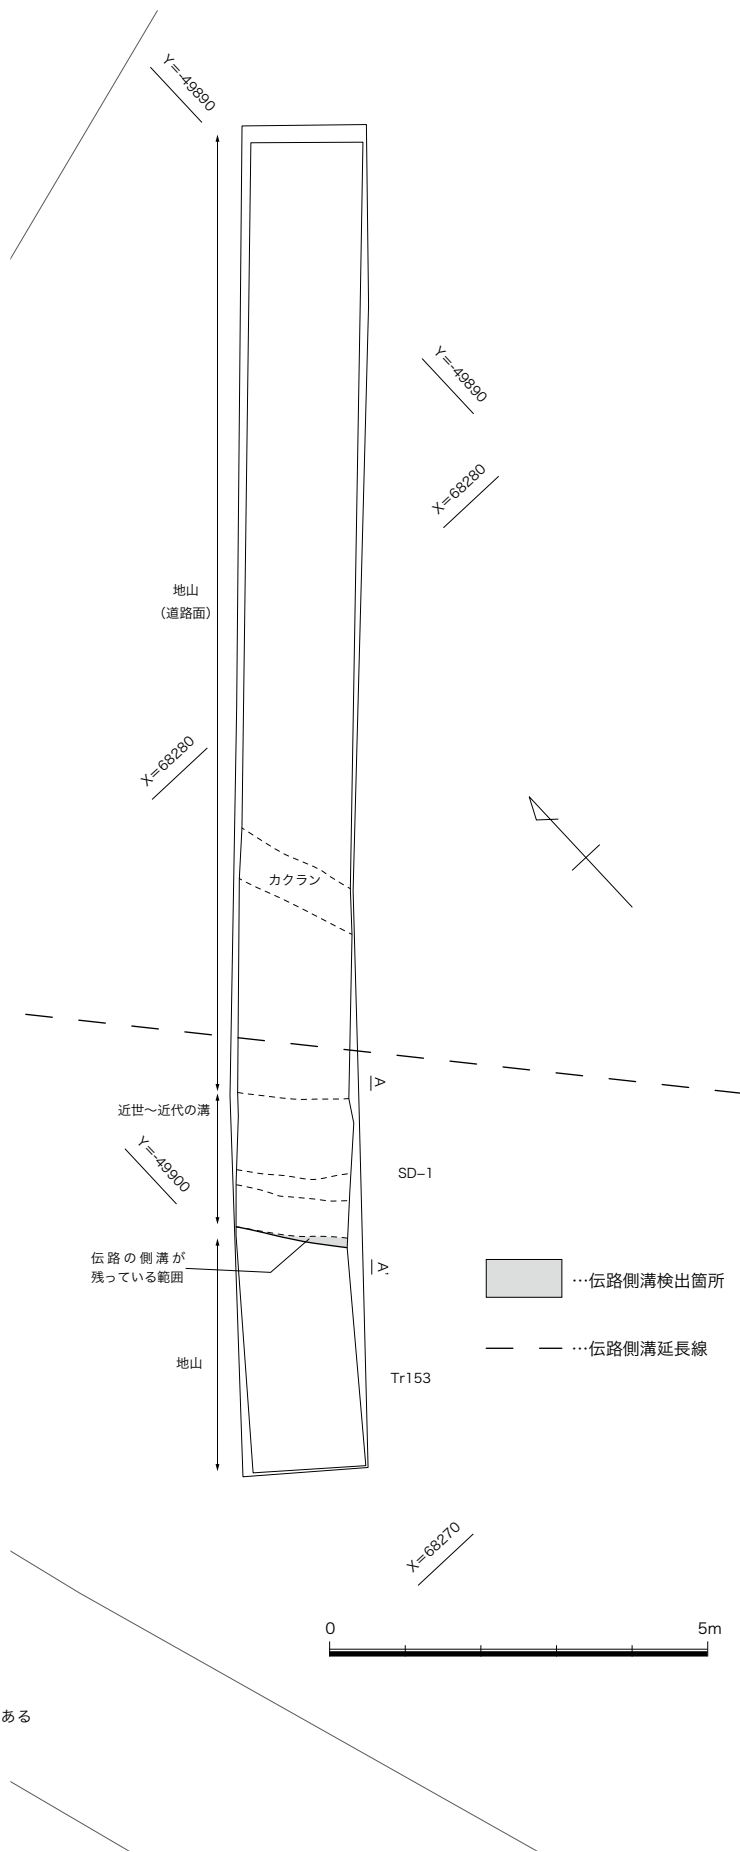 Y=-49890
Y=-49890
X=68280
地山
（道路面）
X=68280
カクラン
A
近世～近代の溝
Y=-49900
SD-1
伝路の側溝が
残っている範囲
A'
…伝路側溝検出箇所
…伝路側溝延長線
地山
Tr153
X=68270
0 5m
ある